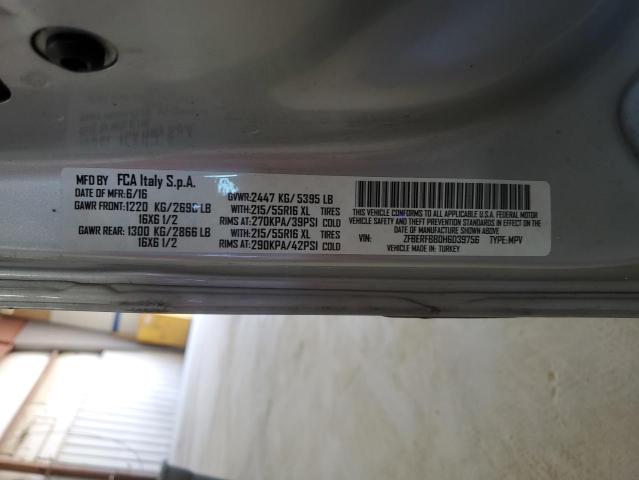 MFD BY FCA Italy S.p.A.
DATE OF MFR: 6/16 GVWR: 2447 KG/ 5395 LB
GAWR FRONT: 1220 KG/2690 LB WITH: 215/55R16 XL TIRES
16X6 1/2 RIMS AT: 270KPA/39PSI COLD
GAWR REAR: 1300 KG/2866 LB WITH: 215/55R16 XL TIRES
16X6 1/2 RIMS AT: 290KPA/42PSI COLD
THIS VEHICLE CONFORMS TO ALL APPLICABLE U.S.A. FEDERAL MOTOR
VEHICLE SAFETY, BUMPER, AND THEFT PREVENTION STANDARDS IN EFFECT ON THE
DATE OF MANUFACTURE SHOWN ABOVE.
VIN: ZFBERFBB0H6D39756 TYPE: MPV
VEHICLE MADE IN: TURKEY